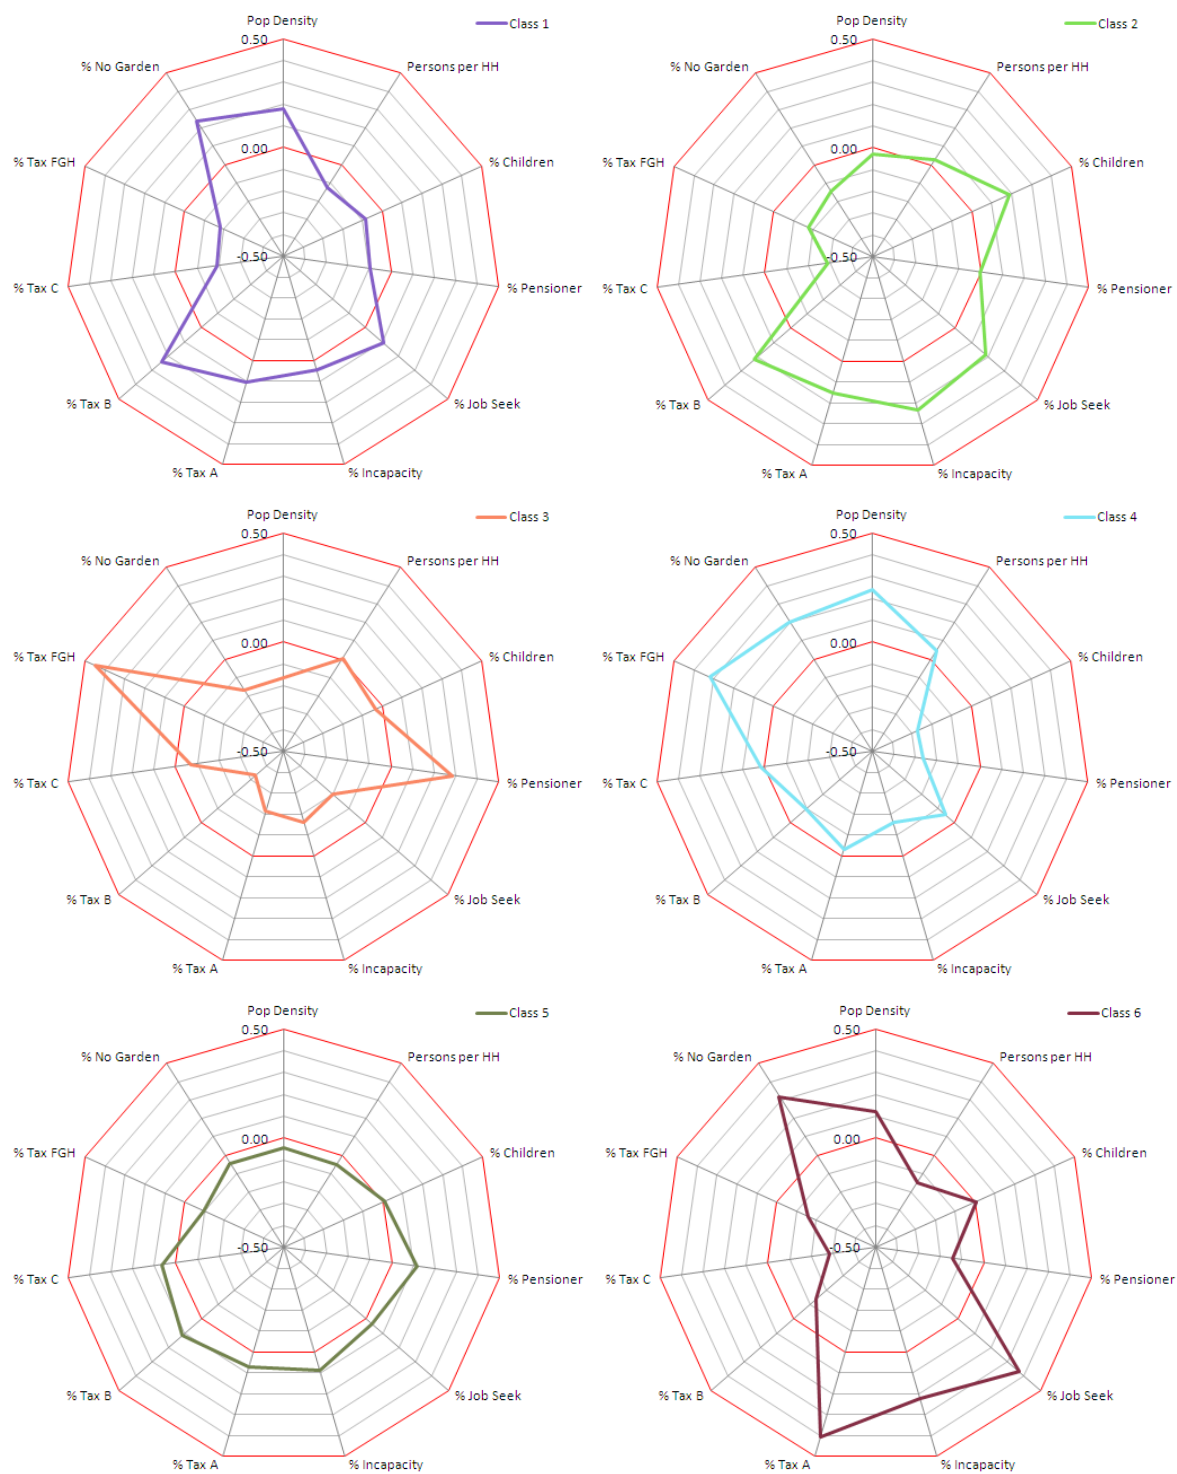 Pop Density
Class 1
0.50
% No Garden
Persons per HH
% Tax FGH
0.00
% Children
-0.50
% Tax C
% Pensioner
% Tax B
% Job Seek
% Tax A
% Incapacity
Pop Density
Class 2
0.50
% No Garden
Persons per HH
% Tax FGH
0.00
% Children
-0.50
% Tax C
% Pensioner
% Tax B
% Job Seek
% Tax A
% Incapacity
Pop Density
Class 3
0.50
% No Garden
Persons per HH
% Tax FGH
0.00
% Children
-0.50
% Tax C
% Pensioner
% Tax B
% Job Seek
% Tax A
% Incapacity
Pop Density
Class 4
0.50
% No Garden
Persons per HH
% Tax FGH
0.00
% Children
-0.50
% Tax C
% Pensioner
% Tax B
% Job Seek
% Tax A
% Incapacity
Pop Density
Class 5
0.50
% No Garden
Persons per HH
% Tax FGH
0.00
% Children
-0.50
% Tax C
% Pensioner
% Tax B
% Job Seek
% Tax A
% Incapacity
Pop Density
Class 6
0.50
% No Garden
Persons per HH
% Tax FGH
0.00
% Children
-0.50
% Tax C
% Pensioner
% Tax B
% Job Seek
% Tax A
% Incapacity